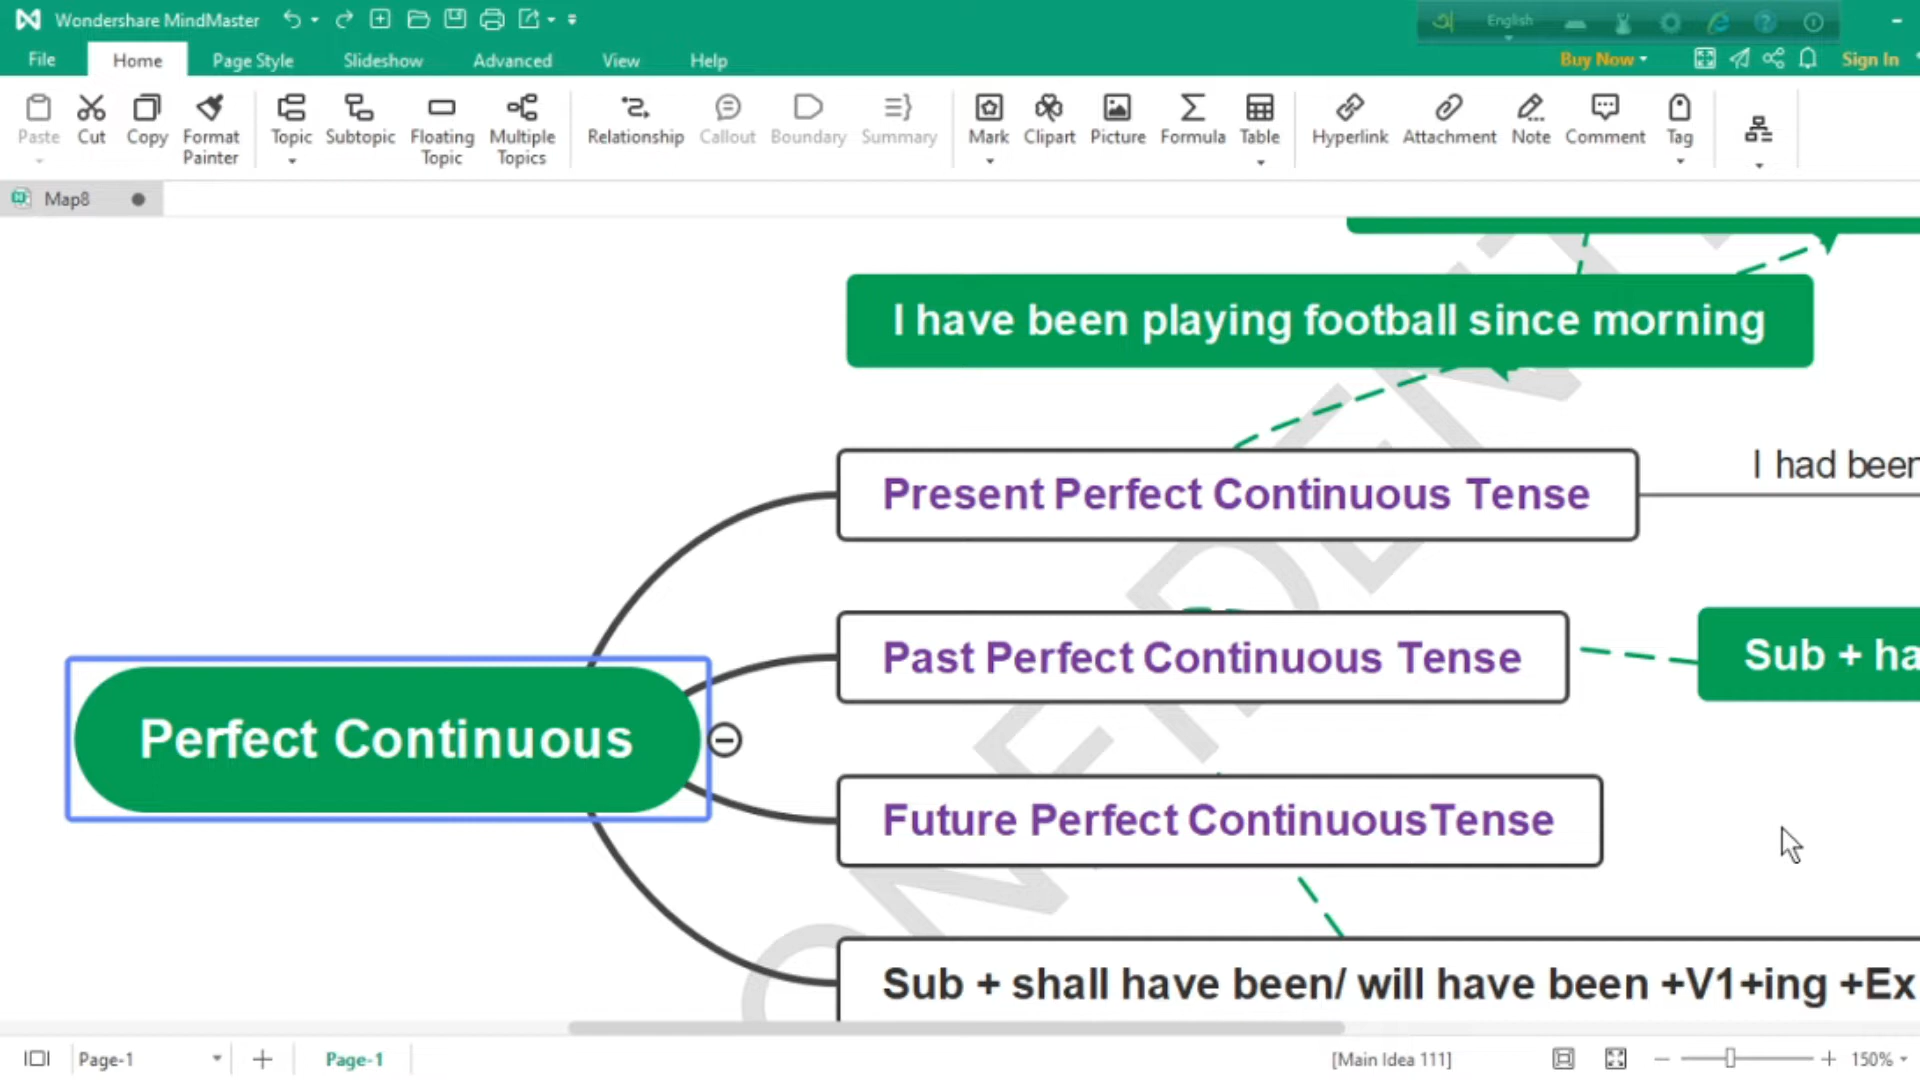 Wondershare MindMaster
English
File Home Page Style Slideshow Advanced View Help
Buy Now
Sign In
Paste Cut Copy Format Painter Topic Subtopic Floating Topic Multiple Topics Relationship Callout Boundary Summary Mark Clipart Picture Formula Table Hyperlink Attachment Note Comment Tag
Map8
I have been playing football since morning
Present Perfect Continuous Tense
I had been
Past Perfect Continuous Tense
Sub + ha
Perfect Continuous
Future Perfect ContinuousTense
Sub + shall have been/ will have been +V1+ing +Ex
Page-1
Page-1
[Main Idea 111]
150%